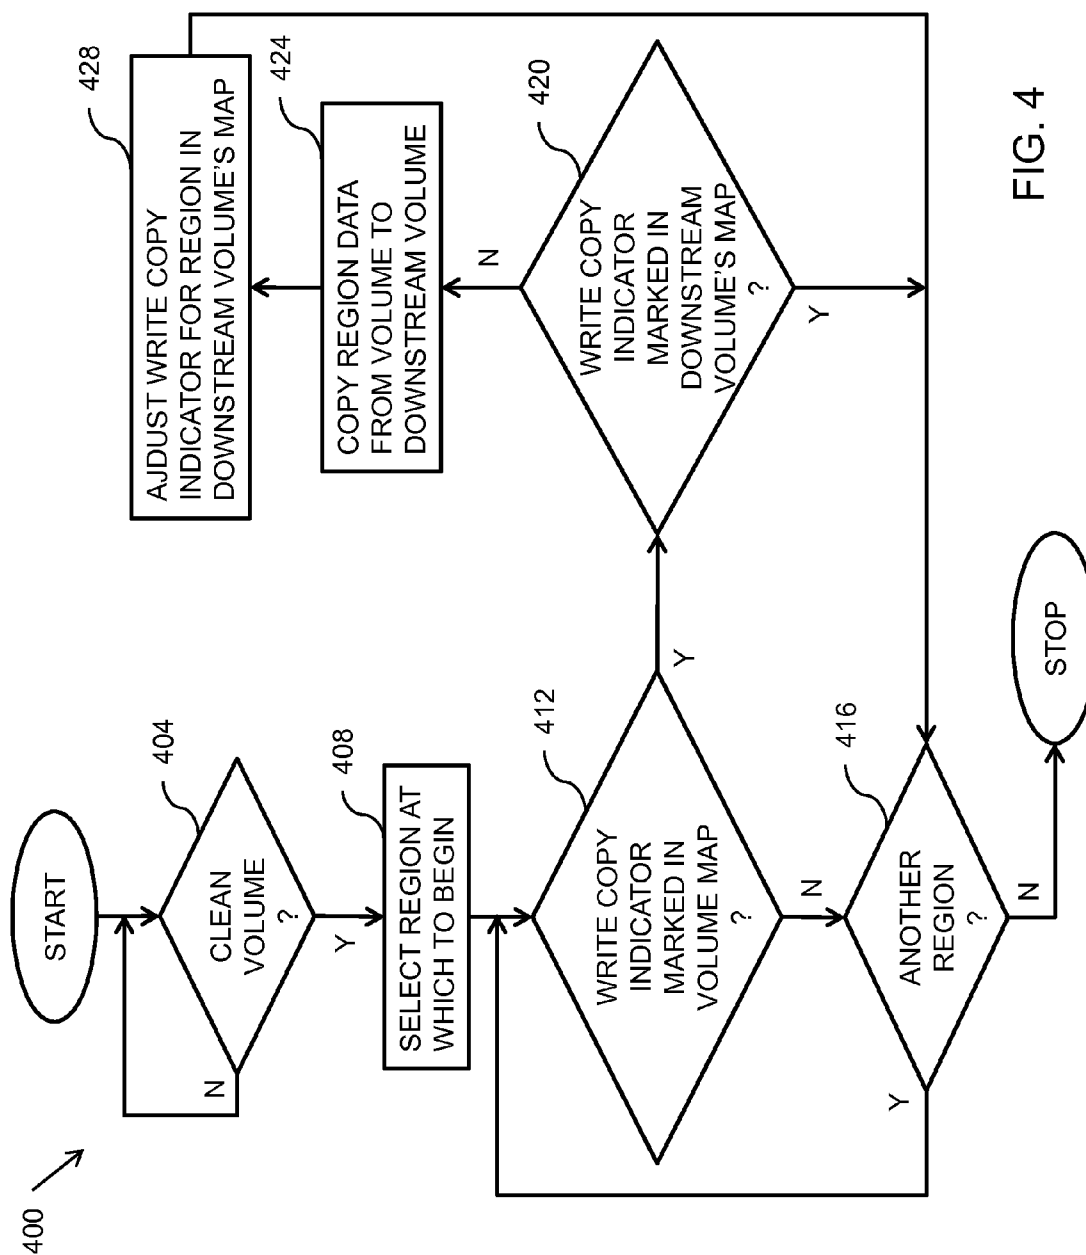 400
START
404
CLEAN
VOLUME
?
N
Y
408
SELECT REGION AT
WHICH TO BEGIN
412
WRITE COPY
INDICATOR
MARKED IN
VOLUME MAP
?
Y
N
416
ANOTHER
REGION
?
Y
N
STOP
420
WRITE COPY
INDICATOR
MARKED IN
DOWNSTREAM
VOLUME'S MAP
?
N
Y
424
COPY REGION DATA
FROM VOLUME TO
DOWNSTREAM VOLUME
428
AJDUST WRITE COPY
INDICATOR FOR REGION IN
DOWNSTREAM VOLUME'S MAP
FIG. 4